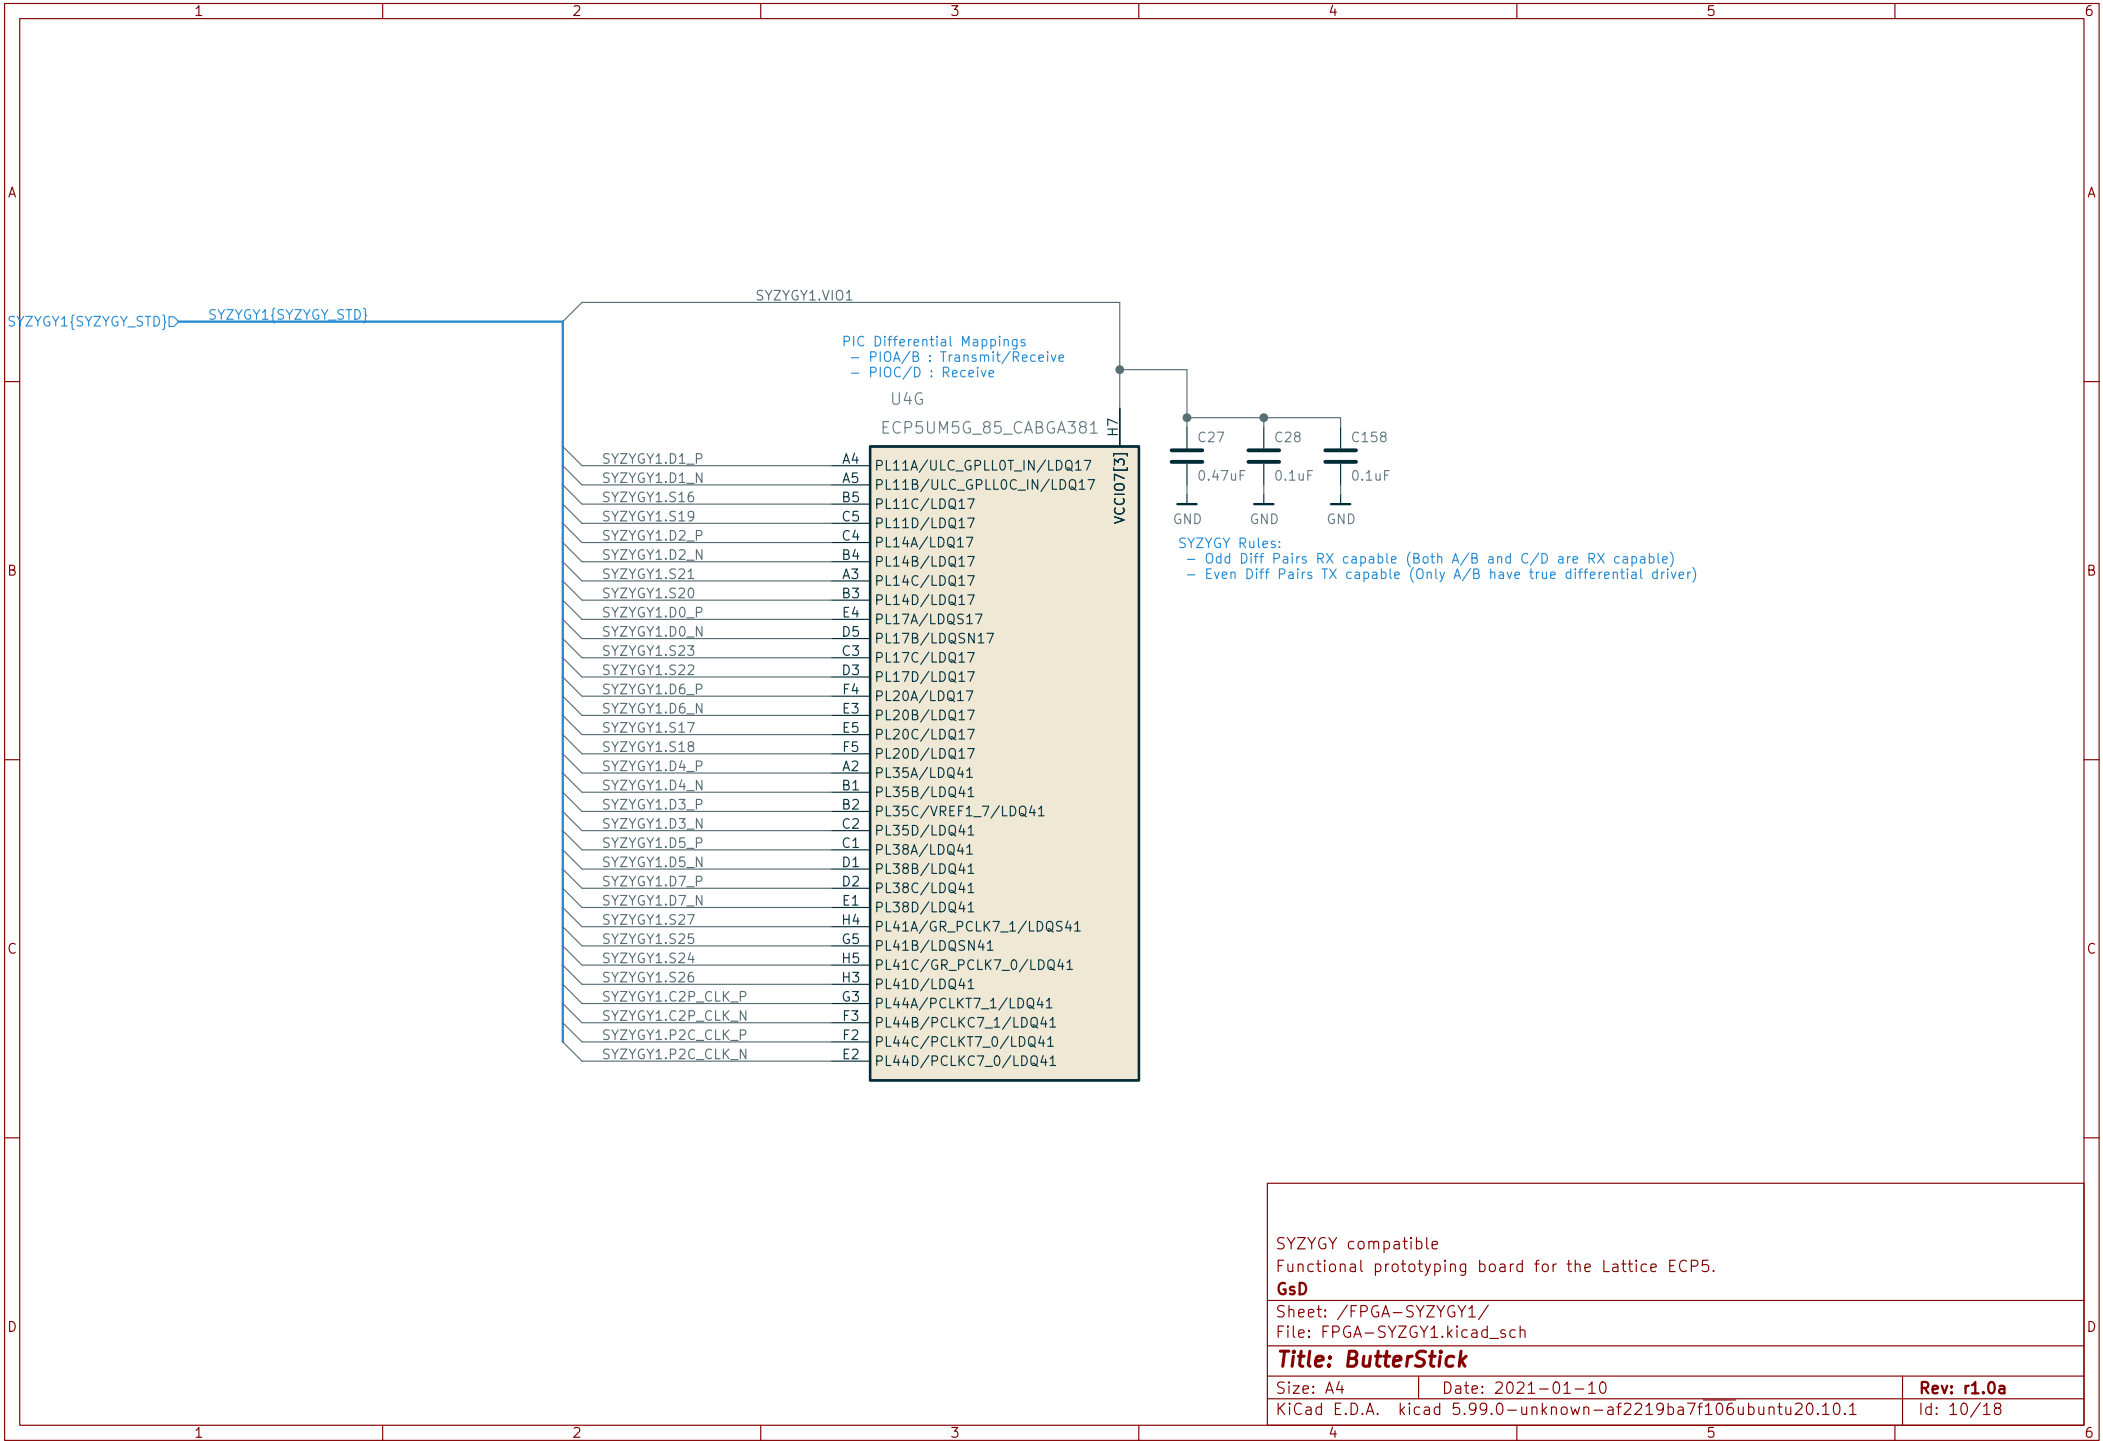 1 2 3 4 5 6
A A
SYZYGY1.VIO1
SYZYGY1{SYZYGY_STD} SYZYGY1{SYZYGY_STD}
PIC Differential Mappings
- PIOA/B : Transmit/Receive
- PIOC/D : Receive
U4G
ECP5UM5G_85_CABGA381 H7
VCCIO7[3]
C27 C28 C158
0.47uF 0.1uF 0.1uF
GND GND GND
SYZYGY Rules:
- Odd Diff Pairs RX capable (Both A/B and C/D are RX capable)
- Even Diff Pairs TX capable (Only A/B have true differential driver)
B B
SYZYGY1.D1_P A4 PL11A/ULC_GPLL0T_IN/LDQ17
SYZYGY1.D1_N A5 PL11B/ULC_GPLL0C_IN/LDQ17
SYZYGY1.S16 B5 PL11C/LDQ17
SYZYGY1.S19 C5 PL11D/LDQ17
SYZYGY1.D2_P C4 PL14A/LDQ17
SYZYGY1.D2_N B4 PL14B/LDQ17
SYZYGY1.S21 A3 PL14C/LDQ17
SYZYGY1.S20 B3 PL14D/LDQ17
SYZYGY1.D0_P E4 PL17A/LDQS17
SYZYGY1.D0_N D5 PL17B/LDQSN17
SYZYGY1.S23 C3 PL17C/LDQ17
SYZYGY1.S22 D3 PL17D/LDQ17
SYZYGY1.D6_P F4 PL20A/LDQ17
SYZYGY1.D6_N E3 PL20B/LDQ17
SYZYGY1.S17 E5 PL20C/LDQ17
SYZYGY1.S18 F5 PL20D/LDQ17
SYZYGY1.D4_P A2 PL35A/LDQ41
SYZYGY1.D4_N B1 PL35B/LDQ41
SYZYGY1.D3_P B2 PL35C/VREF1_7/LDQ41
SYZYGY1.D3_N C2 PL35D/LDQ41
SYZYGY1.D5_P C1 PL38A/LDQ41
SYZYGY1.D5_N D1 PL38B/LDQ41
SYZYGY1.D7_P D2 PL38C/LDQ41
SYZYGY1.D7_N E1 PL38D/LDQ41
SYZYGY1.S27 H4 PL41A/GR_PCLK7_1/LDQS41
SYZYGY1.S25 G5 PL41B/LDQSN41
SYZYGY1.S24 H5 PL41C/GR_PCLK7_0/LDQ41
SYZYGY1.S26 H3 PL41D/LDQ41
SYZYGY1.C2P_CLK_P G3 PL44A/PCLKT7_1/LDQ41
SYZYGY1.C2P_CLK_N F3 PL44B/PCLKC7_1/LDQ41
SYZYGY1.P2C_CLK_P F2 PL44C/PCLKT7_0/LDQ41
SYZYGY1.P2C_CLK_N E2 PL44D/PCLKC7_0/LDQ41
C C
SYZYGY compatible
Functional prototyping board for the Lattice ECP5.
GsD
Sheet: /FPGA-SYZYGY1/
File: FPGA-SYZGY1.kicad_sch
D D
Title: ButterStick
Size: A4 Date: 2021-01-10 Rev: r1.0a
KiCad E.D.A. kicad 5.99.0-unknown-af2219ba7f106ubuntu20.10.1 Id: 10/18
1 2 3 4 5 6